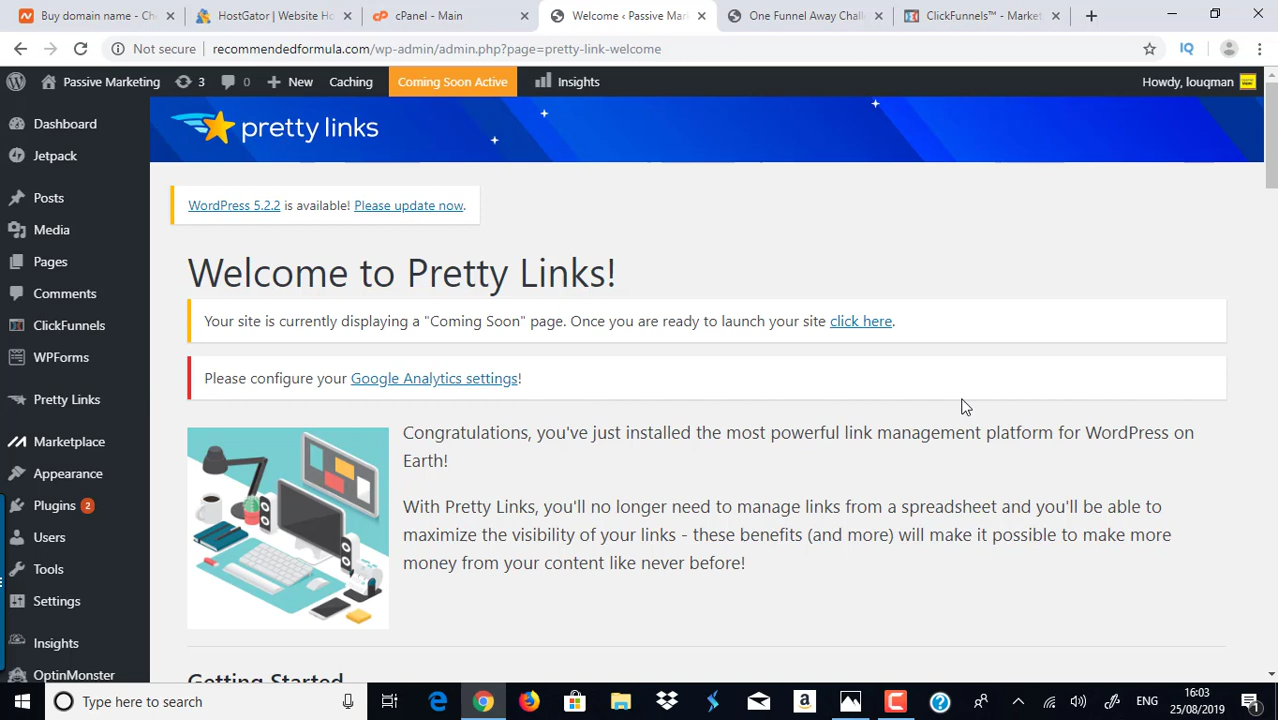 Buy domain name - Ch
HostGator | Website Ho
cPanel - Main
Welcome ‹ Passive Mar
One Funnel Away Chall
ClickFunnels™ - Market
Not secure
recommendedformula.com/wp-admin/admin.php?page=pretty-link-welcome
IQ
Passive Marketing
3
0
New
Caching
Coming Soon Active
Insights
Howdy, louqman
Dashboard
Jetpack
Posts
Media
Pages
Comments
ClickFunnels
WPForms
Pretty Links
Marketplace
Appearance
Plugins 2
Users
Tools
Settings
Insights
OptinMonster
pretty links
WordPress 5.2.2 is available! Please update now.
Welcome to Pretty Links!
Your site is currently displaying a "Coming Soon" page. Once you are ready to launch your site click here.
Please configure your Google Analytics settings!
Congratulations, you've just installed the most powerful link management platform for WordPress on
Earth!
With Pretty Links, you'll no longer need to manage links from a spreadsheet and you'll be able to
maximize the visibility of your links - these benefits (and more) will make it possible to make more
money from your content like never before!
Getting Started
Type here to search
ENG
16:03
25/08/2019
1